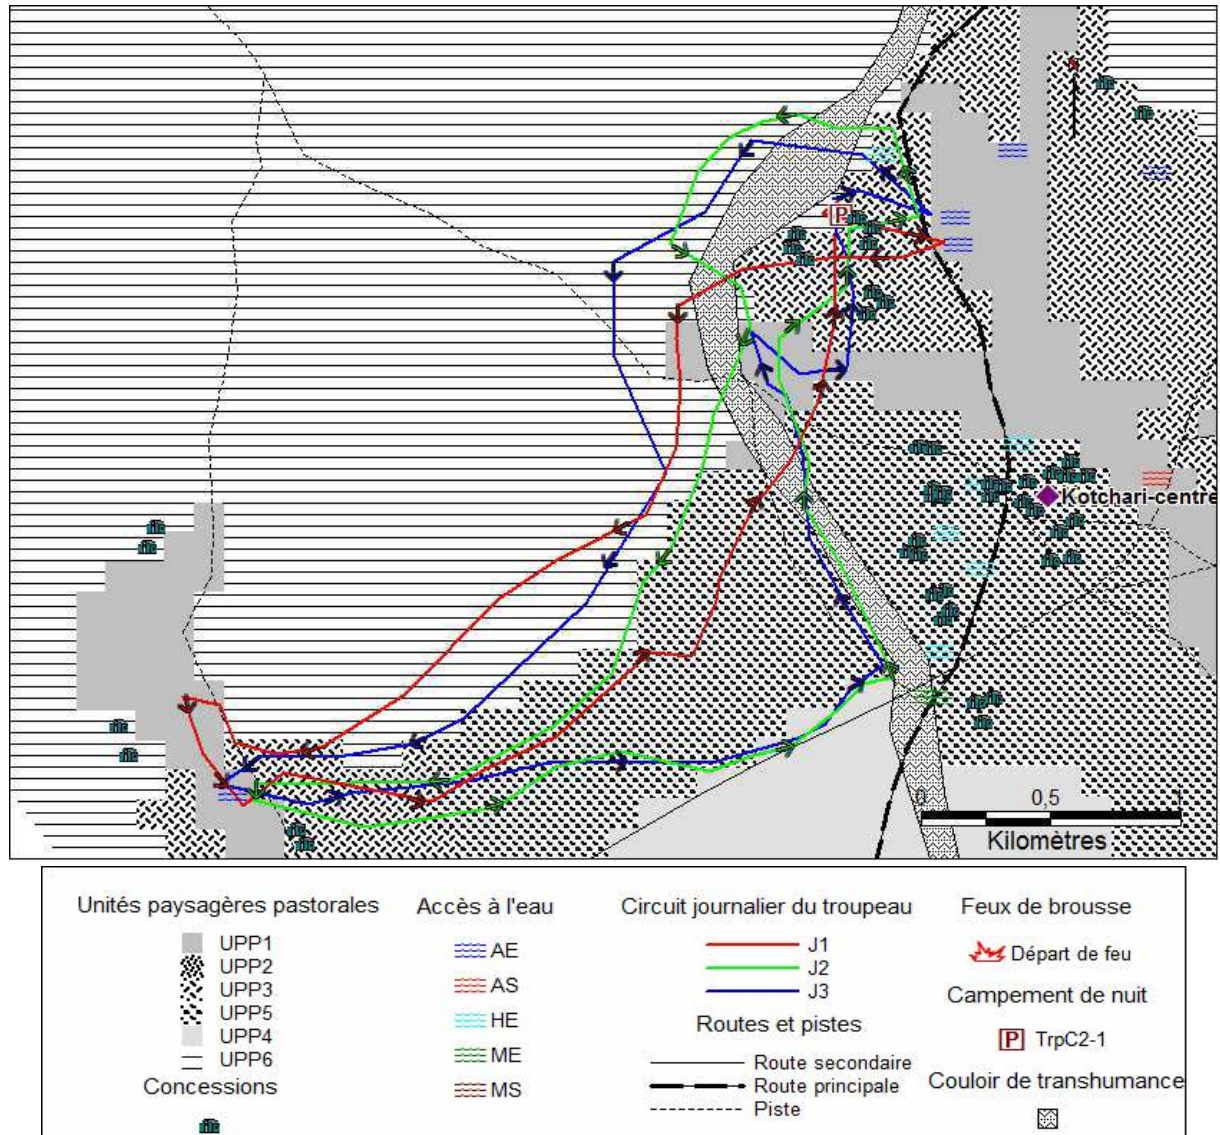 N
P
Kotchari-centre
0 0,5 1
Kilomètres
Unités paysagères pastorales
UPP1
UPP2
UPP3
UPP5
UPP4
UPP6
Concessions
Accès à l'eau
AE
AS
HE
ME
MS
Circuit journalier du troupeau
J1
J2
J3
Routes et pistes
Route secondaire
Route principale
Piste
Feux de brousse
Départ de feu
Campement de nuit
P TrpC2-1
Couloir de transhumance